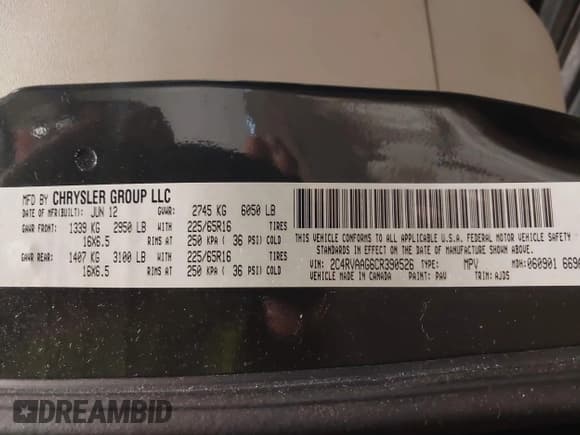 MFD BY CHRYSLER GROUP LLC
DATE OF MFR(BUILT): JUN 12 GVWR: 2745 KG 6050 LB
GAWR FRONT: 1339 KG 2950 LB WITH 225/65R16 TIRES
16X6.5 RIMS AT 250 KPA ( 36 PSI) COLD
GAWR REAR: 1407 KG 3100 LB WITH 225/65R16 TIRES
16X6.5 RIMS AT 250 KPA ( 36 PSI) COLD
THIS VEHICLE CONFORMS TO ALL APPLICABLE U.S.A. FEDERAL MOTOR VEHICLE SAFETY
STANDARDS IN EFFECT ON THE DATE OF MANUFACTURE SHOWN ABOVE.
VIN: 2C4RVAAG6CR390526 TYPE: MPV MDH: 060901 669A
VEHICLE MADE IN CANADA PAINT: PAV TRIM: AJDS
DREAMBID